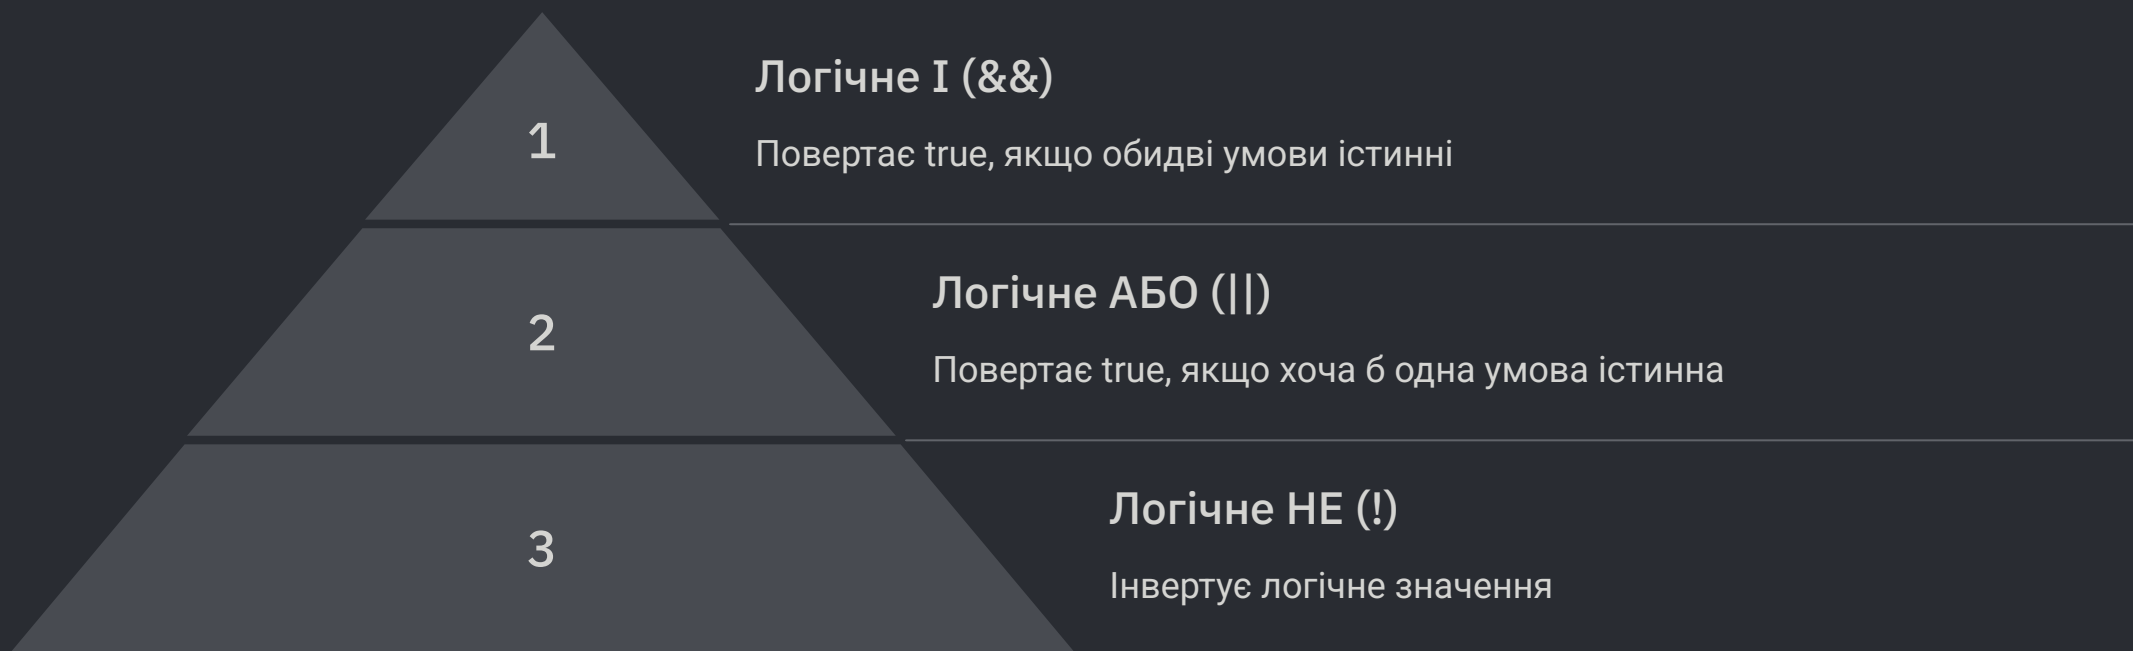 1
Логічне І (&&)
Повертає true, якщо обидві умови істинні
2
Логічне АБО (||)
Повертає true, якщо хоча б одна умова істинна
3
Логічне НЕ (!)
Інвертує логічне значення